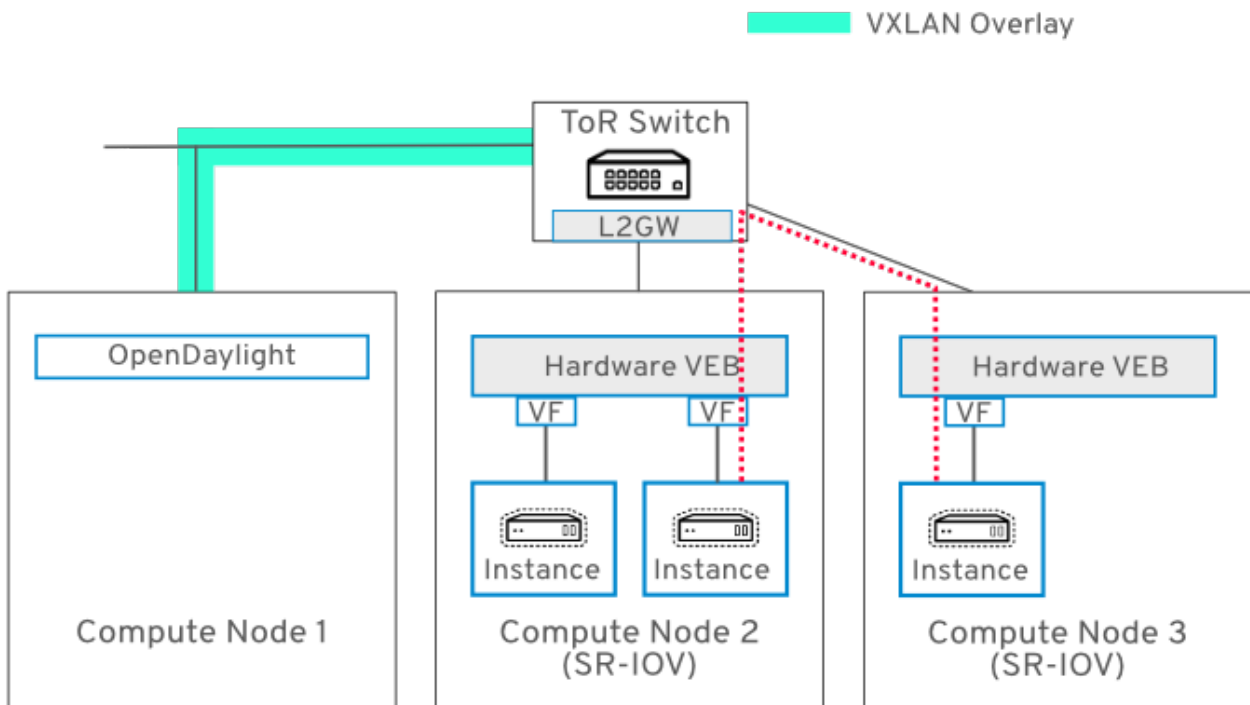 VXLAN Overlay
ToR Switch
L2GW
OpenDaylight
Hardware VEB
VF
VF
Instance
Instance
Hardware VEB
VF
Instance
Compute Node 1
Compute Node 2
(SR-IOV)
Compute Node 3
(SR-IOV)